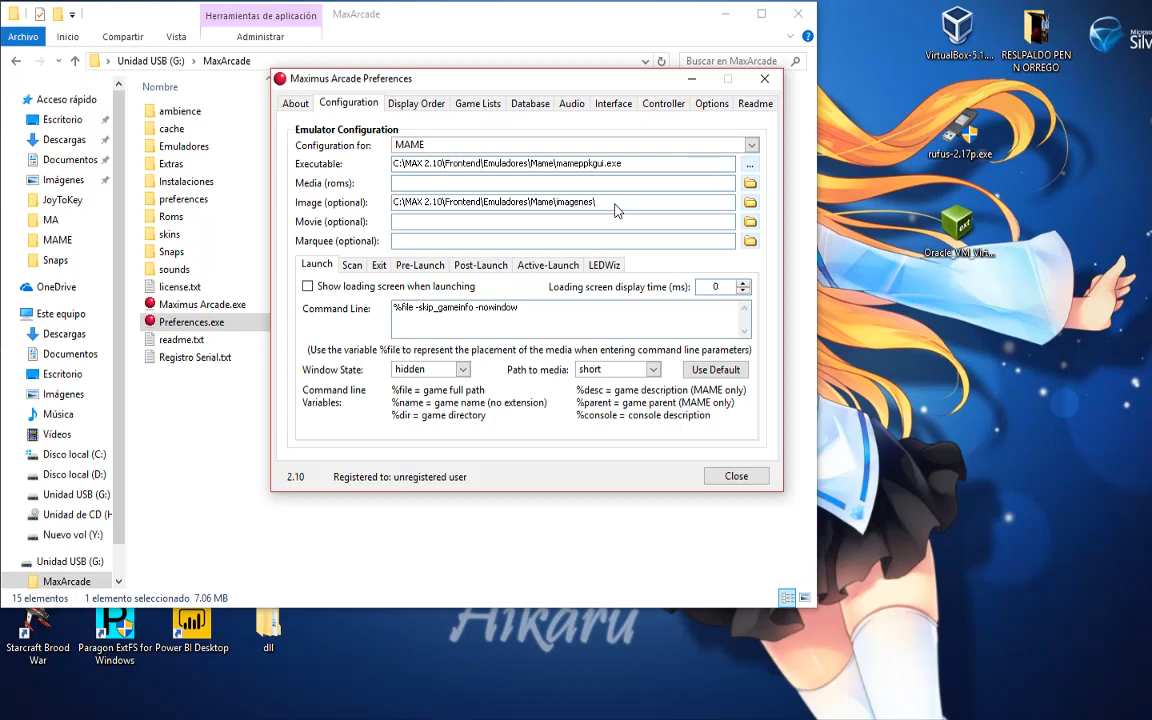 Herramientas de aplicación
MaxArcade
Archivo
Inicio
Compartir
Vista
Administrar
Unidad USB (G:) > MaxArcade
Buscar en MaxArcade
Acceso rápido
Escritorio
Descargas
Documentos
Imágenes
JoyToKey
MA
MAME
Snaps
OneDrive
Este equipo
Descargas
Documentos
Escritorio
Imágenes
Música
Vídeos
Disco local (C:)
Disco local (D:)
Unidad USB (G:)
Unidad de CD (H
Nuevo vol (Y:)
Unidad USB (G:)
MaxArcade
Nombre
ambience
cache
Emuladores
Extras
Instalaciones
preferences
Roms
skins
Snaps
sounds
license.txt
Maximus Arcade.exe
Preferences.exe
readme.txt
Registro Serial.txt
15 elementos
1 elemento seleccionado 7.06 MB
Maximus Arcade Preferences
About
Configuration
Display Order
Game Lists
Database
Audio
Interface
Controller
Options
Readme
Emulator Configuration
Configuration for:
MAME
Executable:
C:\MAX 2.10\Frontend\Emuladores\Mame\mameppkgui.exe
...
Media (roms):
Image (optional):
C:\MAX 2.10\Frontend\Emuladores\Mame\imagenes\
Movie (optional):
Marquee (optional):
Launch
Scan
Exit
Pre-Launch
Post-Launch
Active-Launch
LEDWiz
Show loading screen when launching
Loading screen display time (ms):
0
Command Line:
%file -skip_gameinfo -nowindow
(Use the variable %file to represent the placement of the media when entering command line parameters)
Window State:
hidden
Path to media:
short
Use Default
Command line
Variables:
%file = game full path
%name = game name (no extension)
%dir = game directory
%desc = game description (MAME only)
%parent = game parent (MAME only)
%console = console description
2.10
Registered to: unregistered user
Close
VirtualBox-5.1....
RESLPALDO PEN
N ORREGO
Microso
Silv
rufus-2.17p.exe
ext
Oracle_VM_Virt...
Starcraft Brood
War
Paragon ExtFS for
Windows
Power BI Desktop
dll
Hikaru